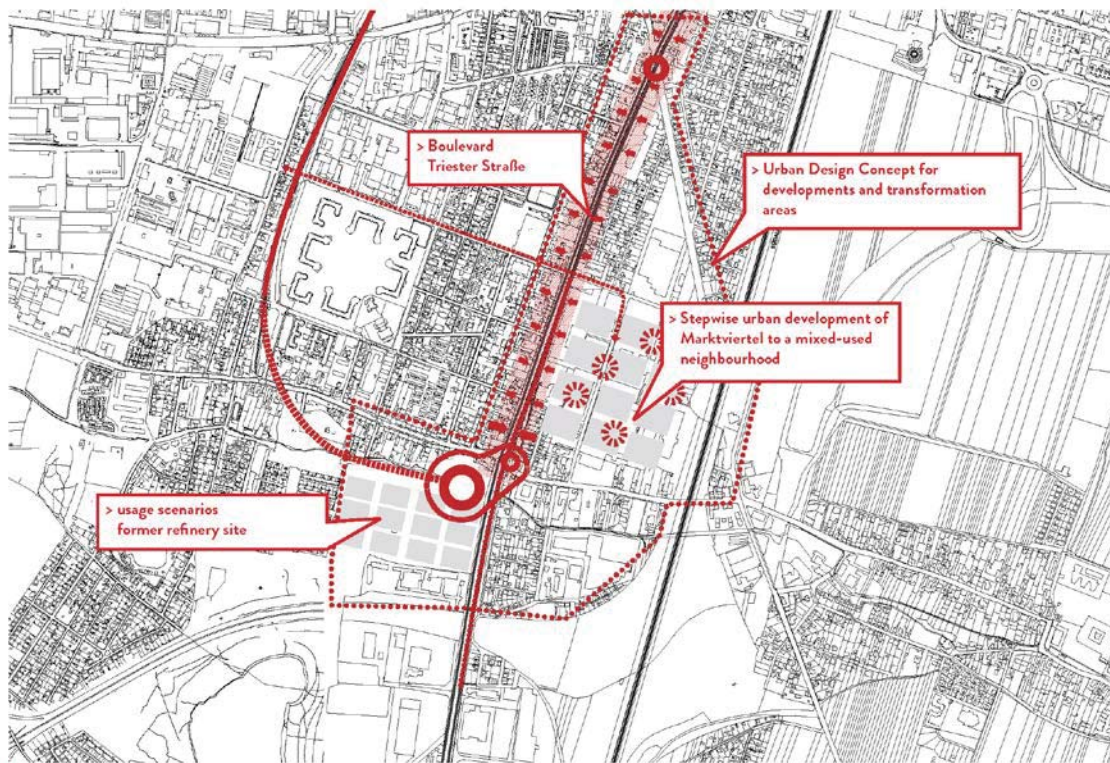 > Boulevard
Triester Straße
> Urban Design Concept for
developments and transformation
areas
> Stepwise urban development of
Marktviertel to a mixed-used
neighbourhood
> usage scenarios
former refinery site